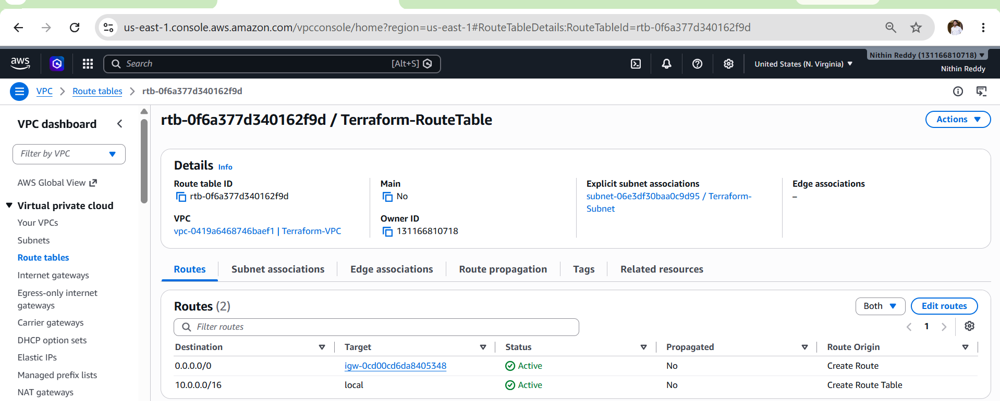 us-east-1.console.aws.amazon.com/vpcconsole/home?region=us-east-1#RouteTableDetails:RouteTableId=rtb-0f6a377d340162f9d
aws
Search [Alt+S]
United States (N. Virginia)
Nithin Reddy (131166810718)
Nithin Reddy
VPC
Route tables
rtb-0f6a377d340162f9d
VPC dashboard
Filter by VPC
AWS Global View
Virtual private cloud
Your VPCs
Subnets
Route tables
Internet gateways
Egress-only internet
gateways
Carrier gateways
DHCP option sets
Elastic IPs
Managed prefix lists
NAT gateways
rtb-0f6a377d340162f9d / Terraform-RouteTable
Actions
Details Info
Route table ID
rtb-0f6a377d340162f9d
VPC
vpc-0419a6468746baef1 | Terraform-VPC
Main
No
Owner ID
131166810718
Explicit subnet associations
subnet-06e3df30baa0c9d95 / Terraform-
Subnet
Edge associations
–
Routes Subnet associations Edge associations Route propagation Tags Related resources
Routes (2)
Both
Edit routes
Filter routes
1
Destination Target Status Propagated Route Origin
0.0.0.0/0 igw-0cd00cd6da8405348 Active No Create Route
10.0.0.0/16 local Active No Create Route Table